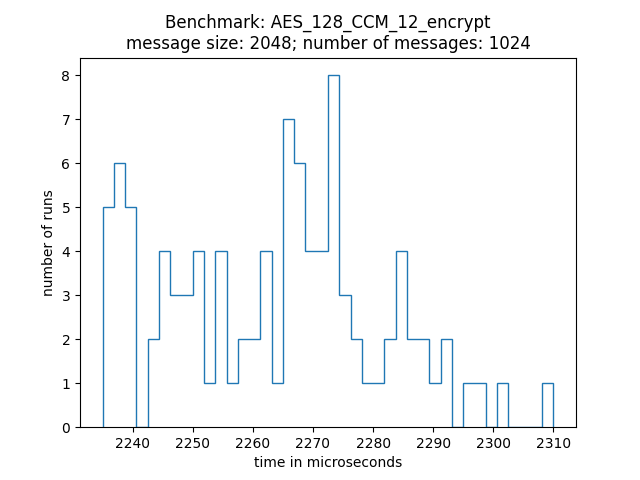 Benchmark: AES_128_CCM_12_encrypt
message size: 2048; number of messages: 1024
8
7
6
5
4
3
2
1
0
number of runs
2240 2250 2260 2270 2280 2290 2300 2310
time in microseconds